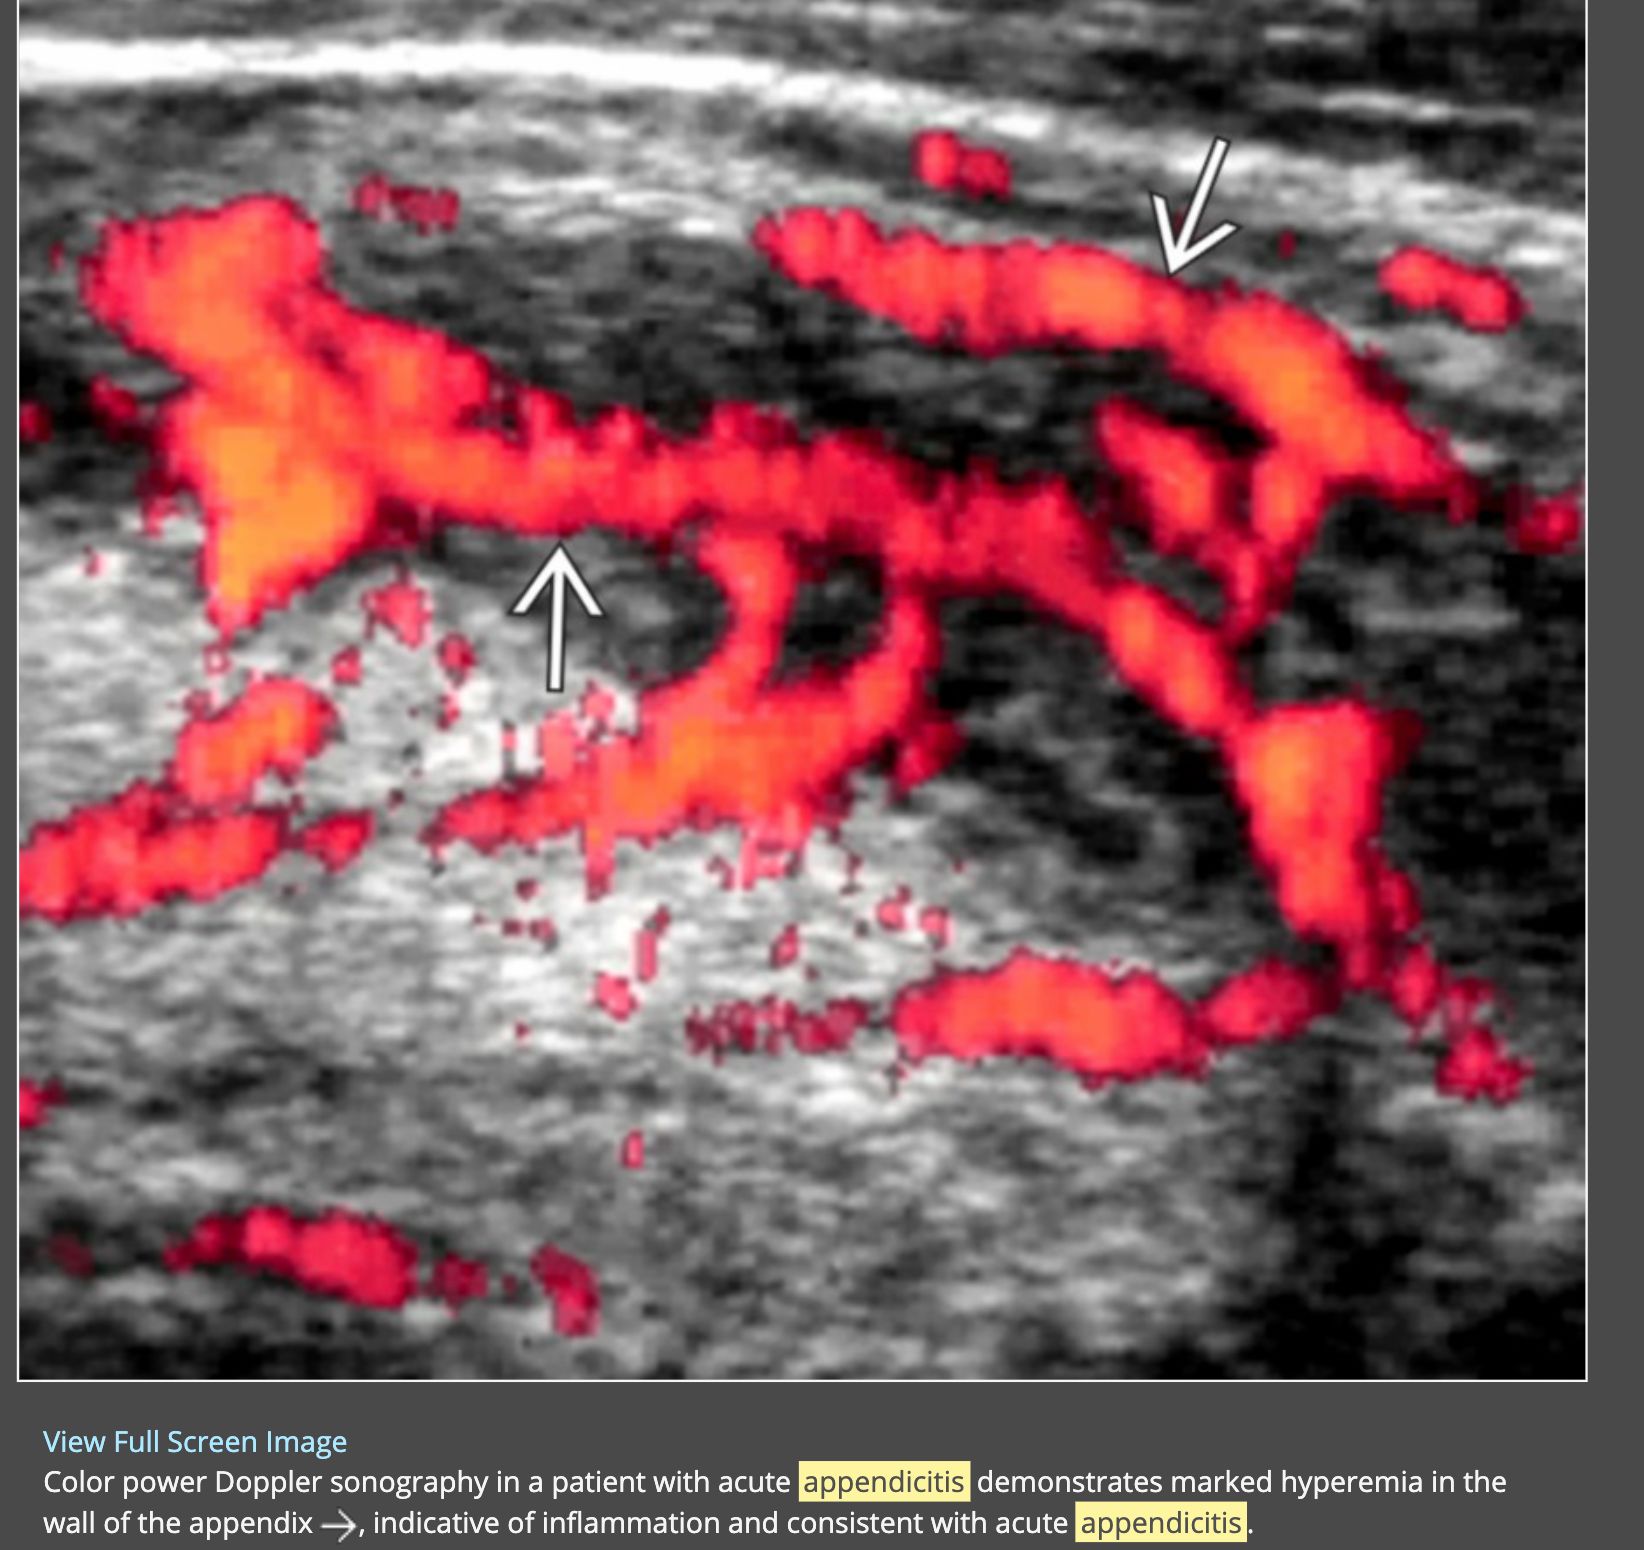 View Full Screen Image
Color power Doppler sonography in a patient with acute appendicitis demonstrates marked hyperemia in the
wall of the appendix →, indicative of inflammation and consistent with acute appendicitis.